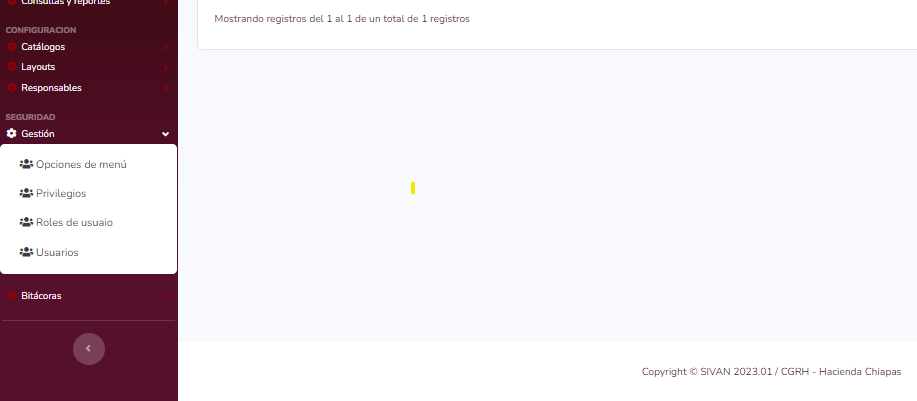 Consultas y reportes
CONFIGURACION
Catálogos
Layouts
Responsables
SEGURIDAD
Gestión
Opciones de menú
Privilegios
Roles de usuaio
Usuarios
Bitácoras
Mostrando registros del 1 al 1 de un total de 1 registros
Copyright © SIVAN 2023.01 / CGRH - Hacienda Chiapas